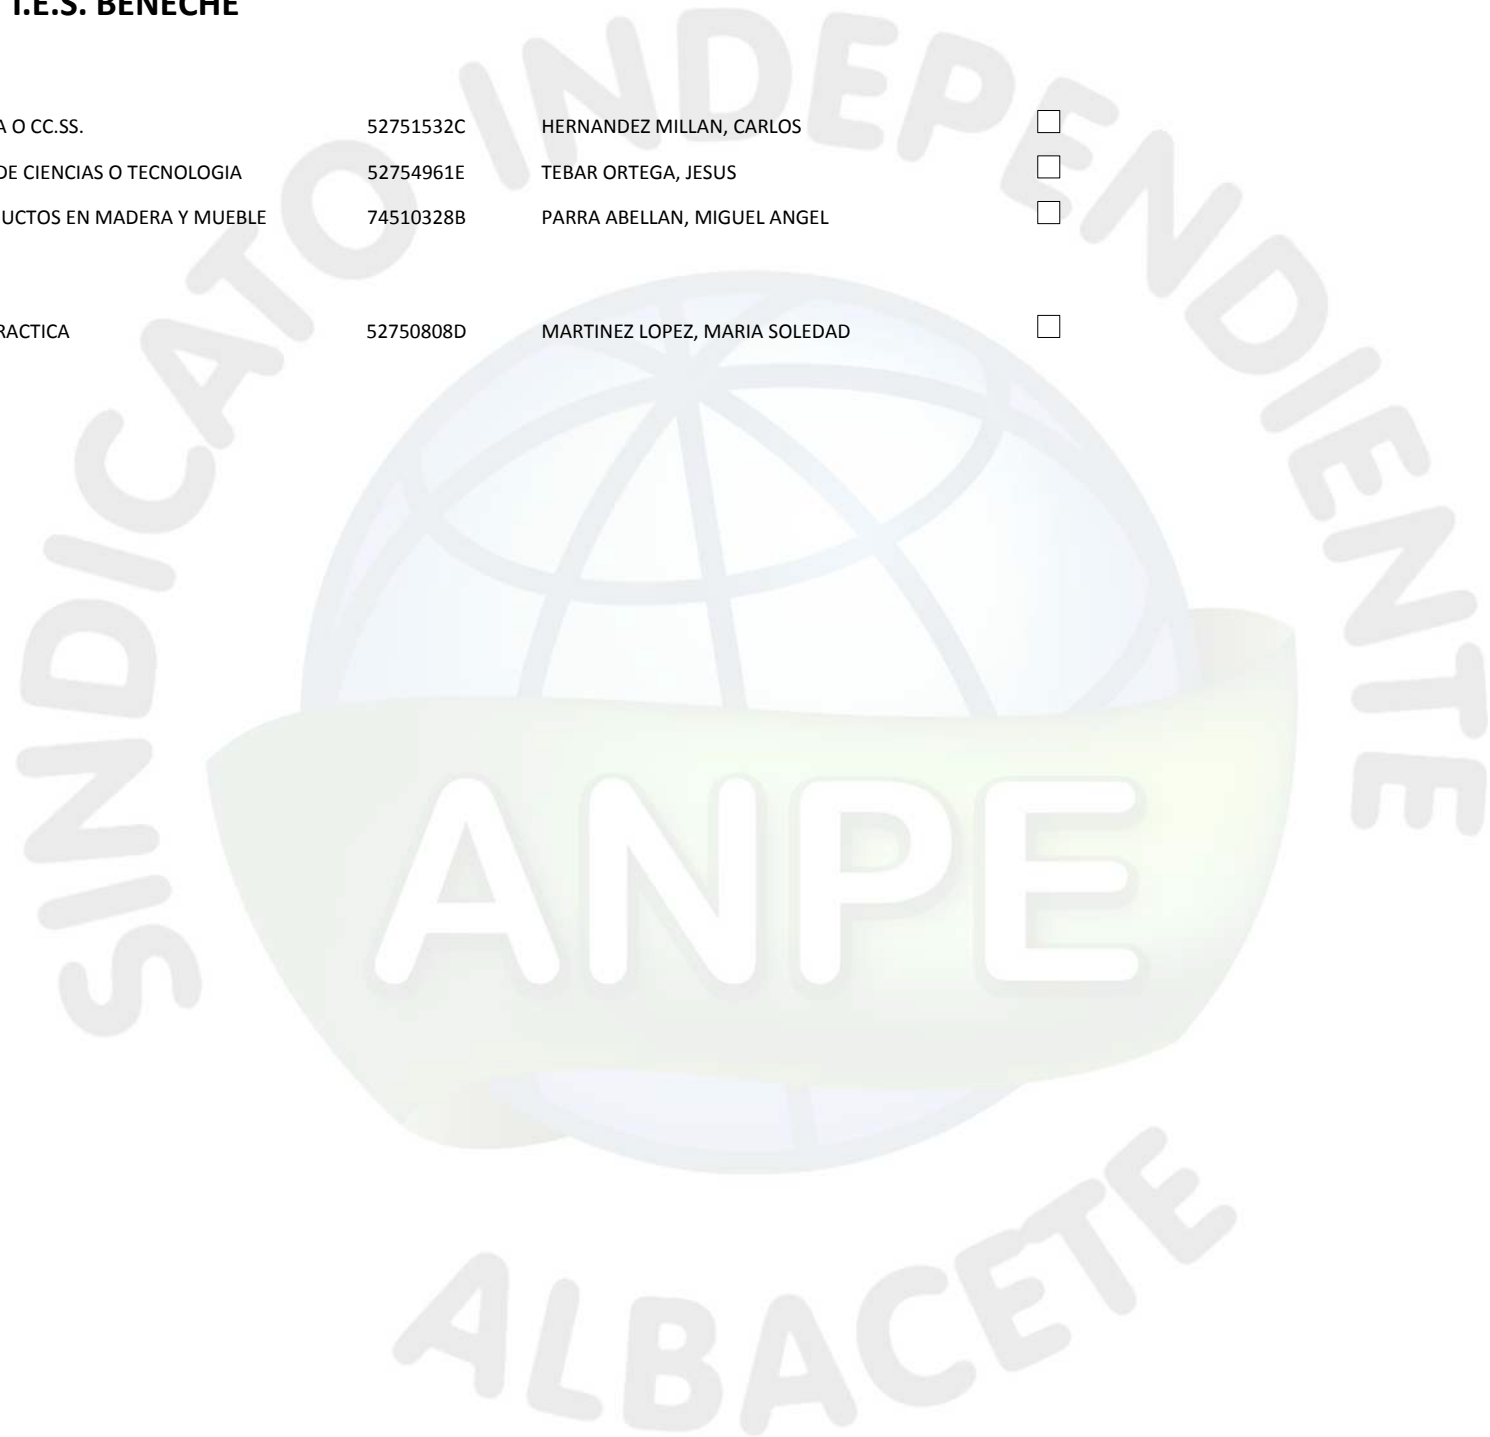 I.E.S. BENECHE
A O CC.SS. 52751532C HERNANDEZ MILLAN, CARLOS
DE CIENCIAS O TECNOLOGIA 52754961E TEBAR ORTEGA, JESUS
UCTOS EN MADERA Y MUEBLE 74510328B PARRA ABELLAN, MIGUEL ANGEL
RACTICA 52750808D MARTINEZ LOPEZ, MARIA SOLEDAD
SINDICATO INDEPENDIENTE
ANPE
ALBACETE